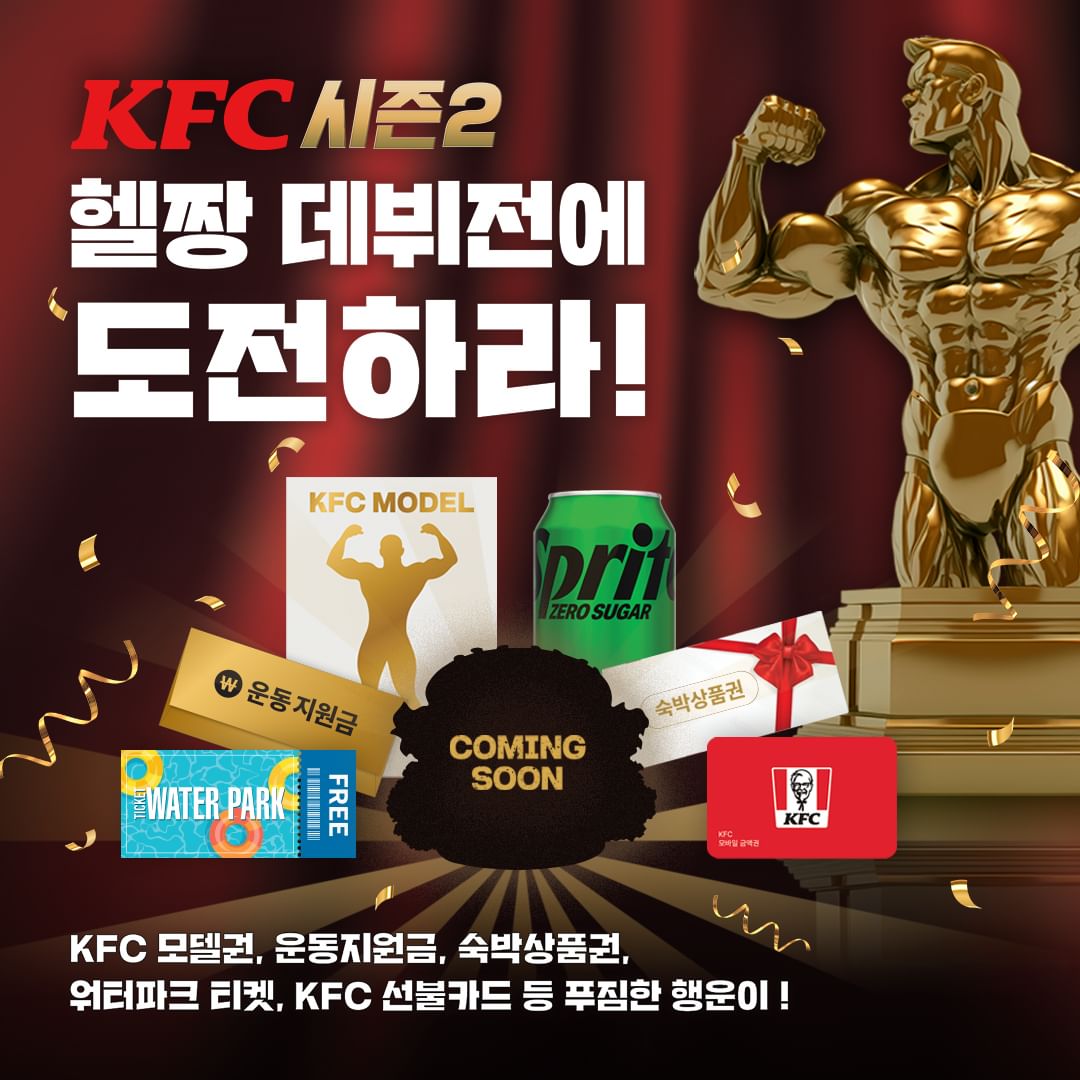 KFC 시즌2
헬짱 데뷔전에
도전하라!
KFC MODEL
Sprite
ZERO SUGAR
₩ 운동지원금
숙박상품권
COMING
SOON
TICKET
WATER PARK
FREE
KFC
KFC
모바일 금액권
KFC 모델권, 운동지원금, 숙박상품권,
워터파크 티켓, KFC 선불카드 등 푸짐한 행운이 !